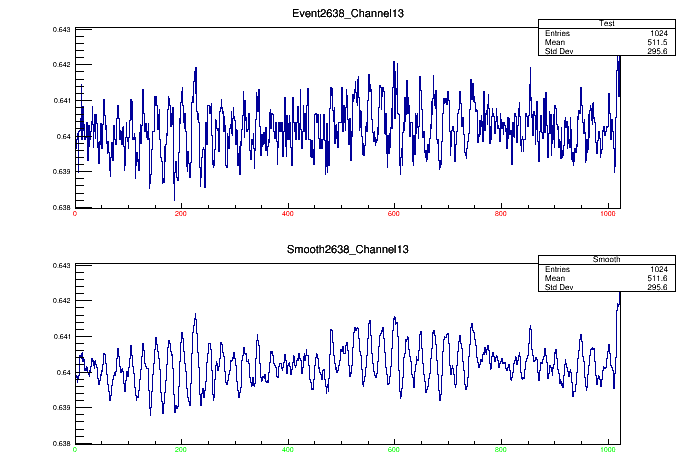 Event2638_Channel13
Test
Entries 1024
Mean 511.5
Std Dev 295.6
0.643
0.642
0.641
0.64
0.639
0.638
0 200 400 600 800 1000
Smooth2638_Channel13
Smooth
Entries 1024
Mean 511.6
Std Dev 295.6
0.643
0.642
0.641
0.64
0.639
0.638
0 200 400 600 800 1000